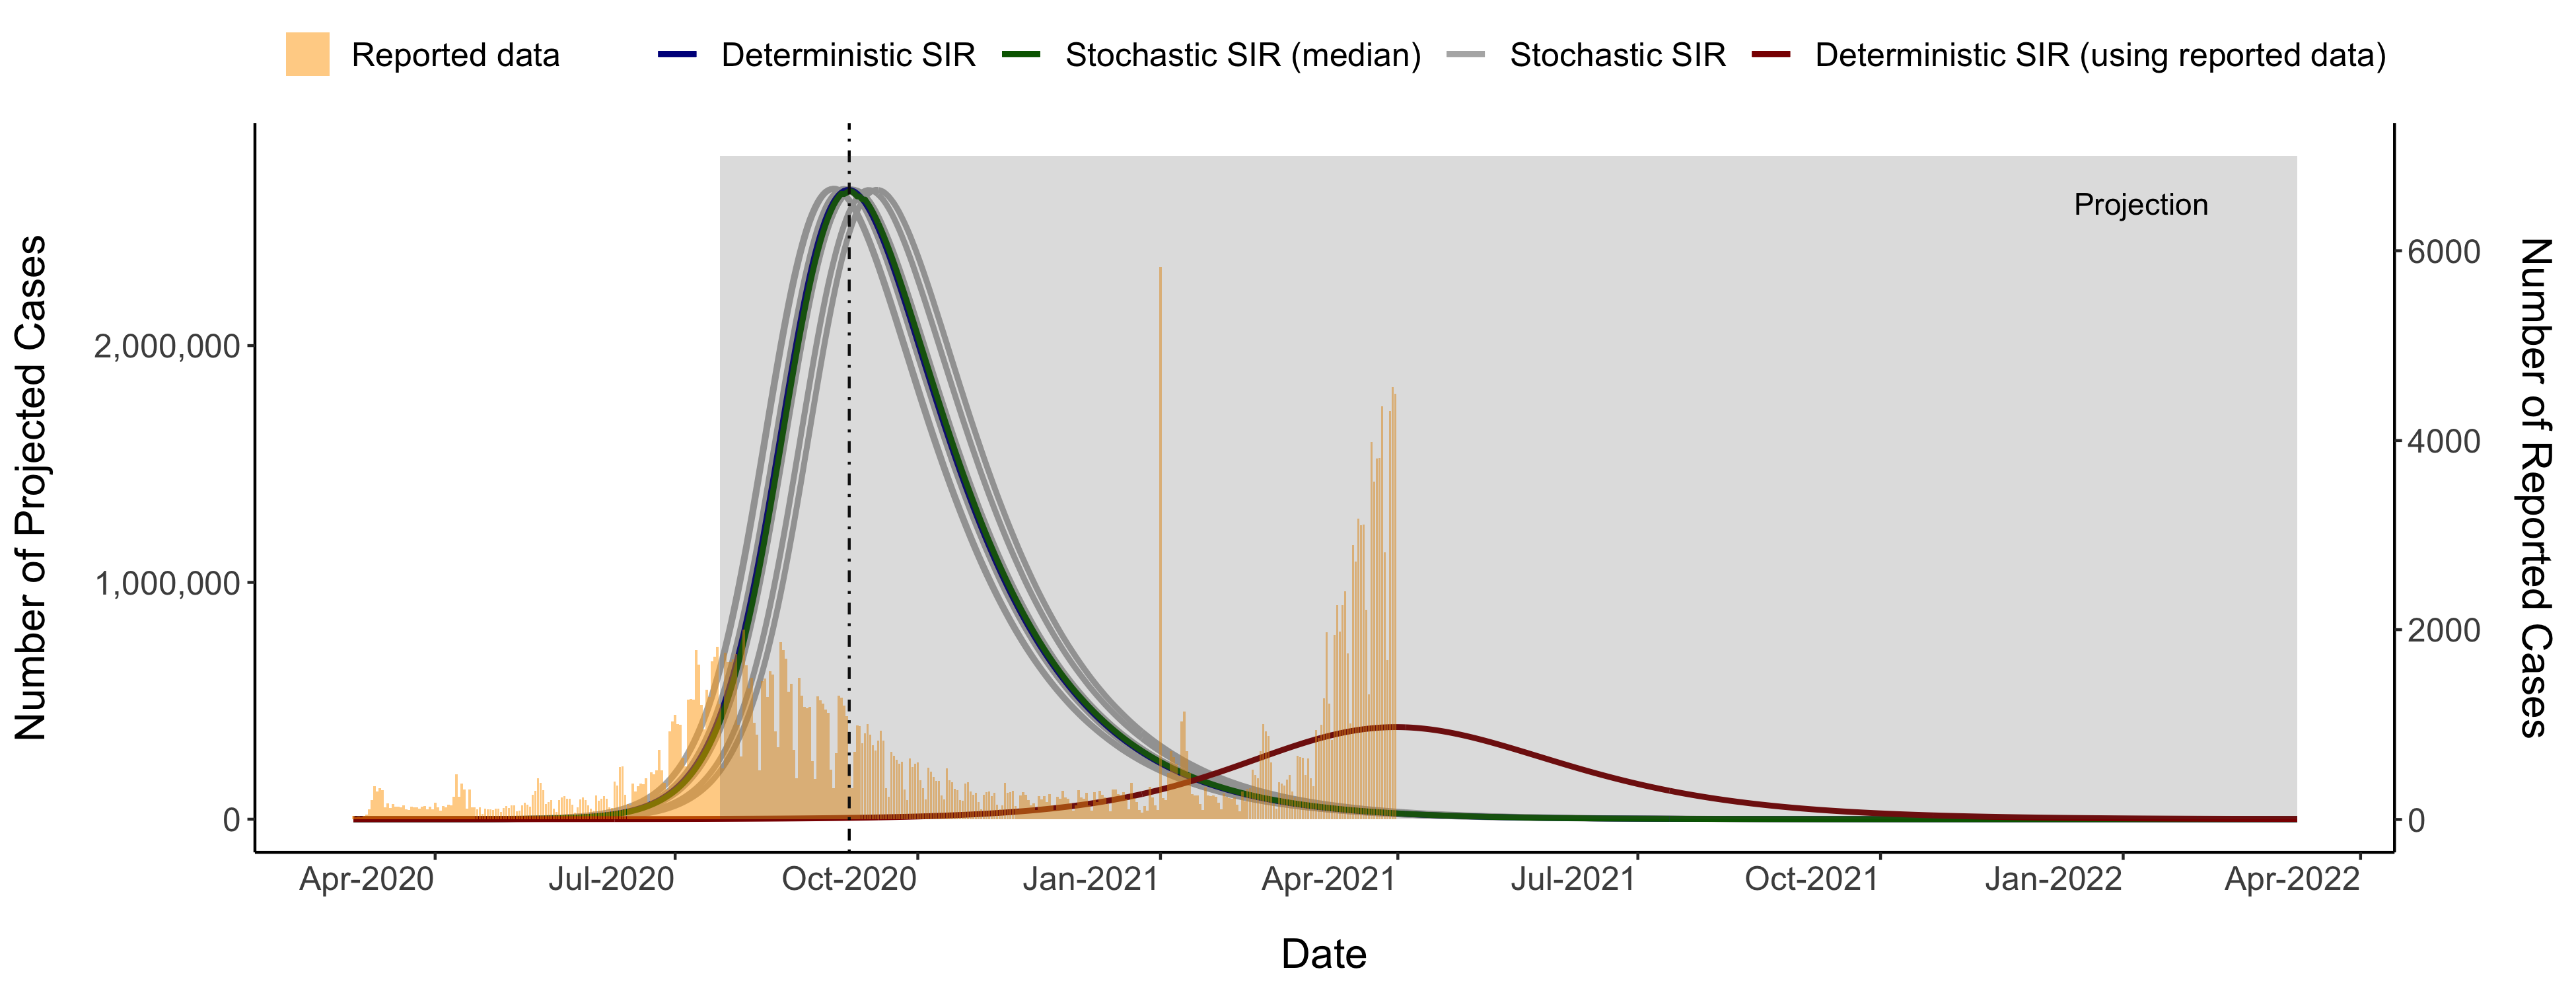 Reported data Deterministic SIR Stochastic SIR (median) Stochastic SIR Deterministic SIR (using reported data)
Projection
Number of Projected Cases
2,000,000
1,000,000
0
6000
4000
2000
0
Number of Reported Cases
Apr-2020 Jul-2020 Oct-2020 Jan-2021 Apr-2021 Jul-2021 Oct-2021 Jan-2022 Apr-2022
Date